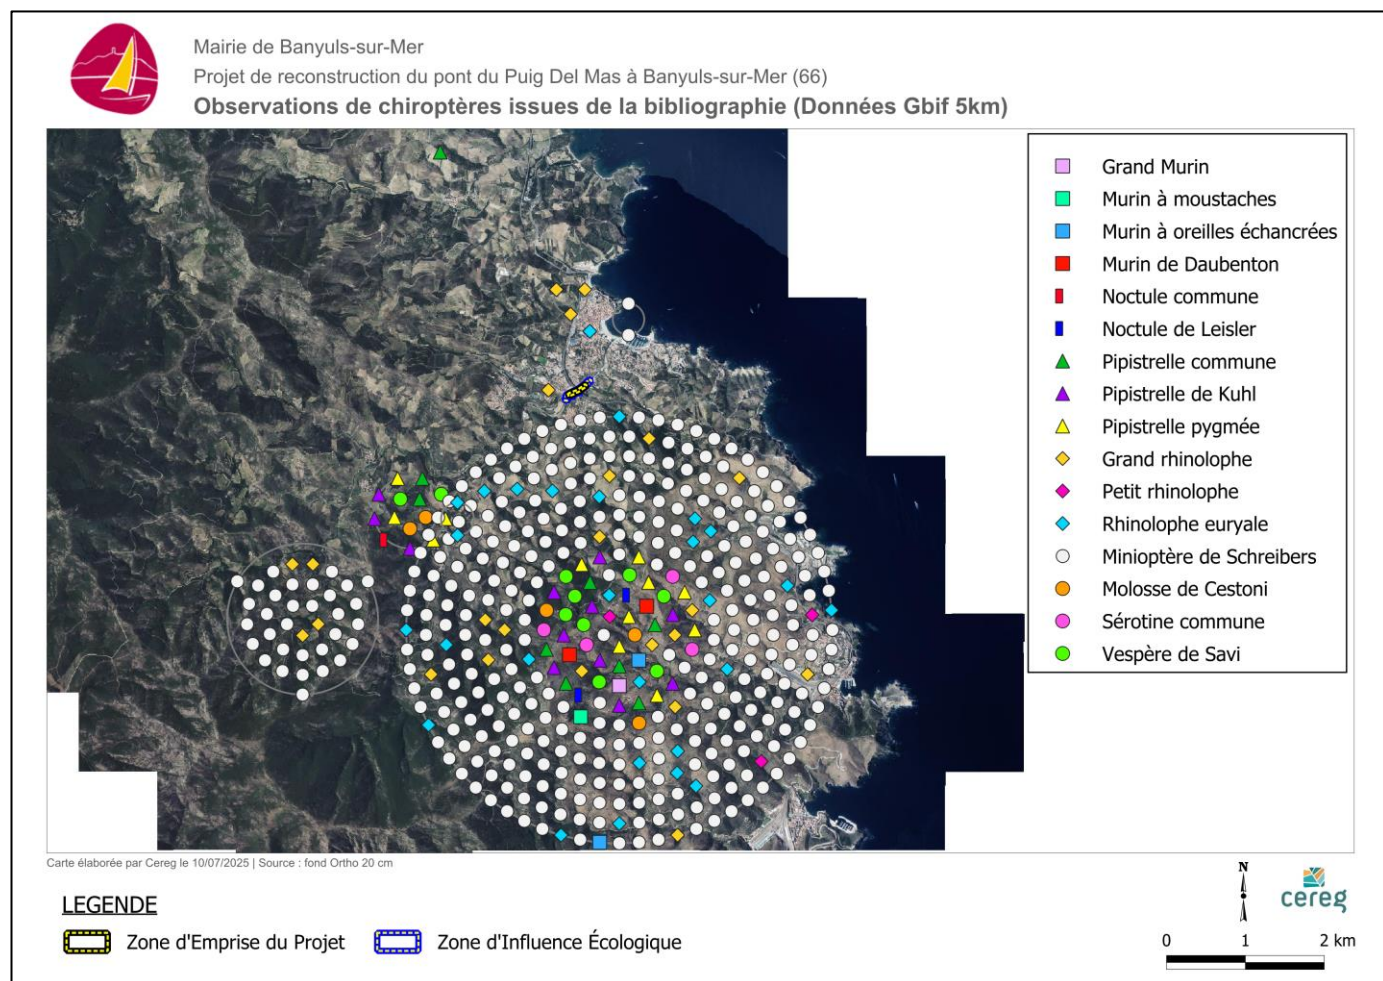 Mairie de Banyuls-sur-Mer
Projet de reconstruction du pont du Puig Del Mas à Banyuls-sur-Mer (66)
Observations de chiroptères issues de la bibliographie (Données Gbif 5km)
Grand Murin
Murin à moustaches
Murin à oreilles échancrées
Murin de Daubenton
Noctule commune
Noctule de Leisler
Pipistrelle commune
Pipistrelle de Kuhl
Pipistrelle pygmée
Grand rhinolophe
Petit rhinolophe
Rhinolophe euryale
Minioptère de Schreibers
Molosse de Cestoni
Sérotine commune
Vespère de Savi
Carte élaborée par Cereg le 10/07/2025 | Source : fond Ortho 20 cm
LEGENDE
Zone d'Emprise du Projet
Zone d'Influence Écologique
N
cereg
0 1 2 km